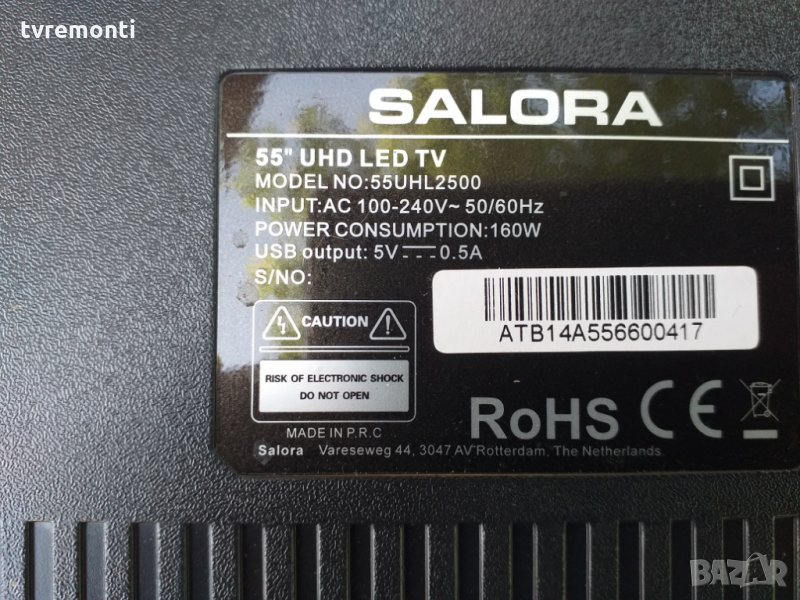 tvremonti
SALORA
55" UHD LED TV
MODEL NO:55UHL2500
INPUT:AC 100-240V~ 50/60Hz
POWER CONSUMPTION:160W
USB output: 5V⎓0.5A
S/NO:
ATB14A556600417
CAUTION
RISK OF ELECTRONIC SHOCK
DO NOT OPEN
RoHS CE
MADE IN P.R.C
Salora Vareseweg 44, 3047 AV Rotterdam, The Netherlands
BAZAR